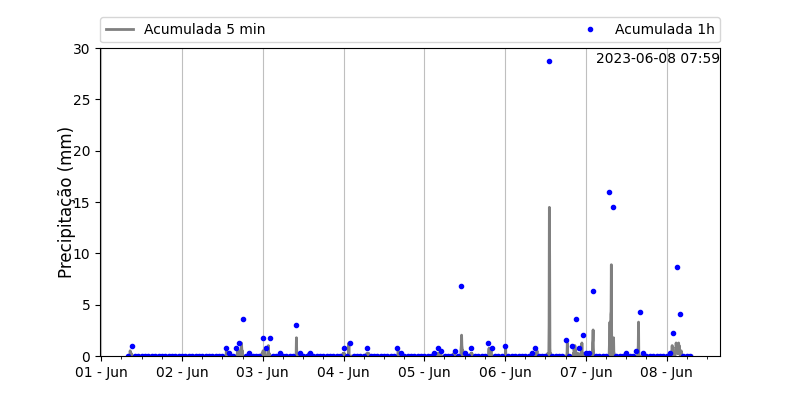 Acumulada 5 min Acumulada 1h
2023-06-08 07:59
Precipitação (mm)
30
25
20
15
10
5
0
01 - Jun 02 - Jun 03 - Jun 04 - Jun 05 - Jun 06 - Jun 07 - Jun 08 - Jun